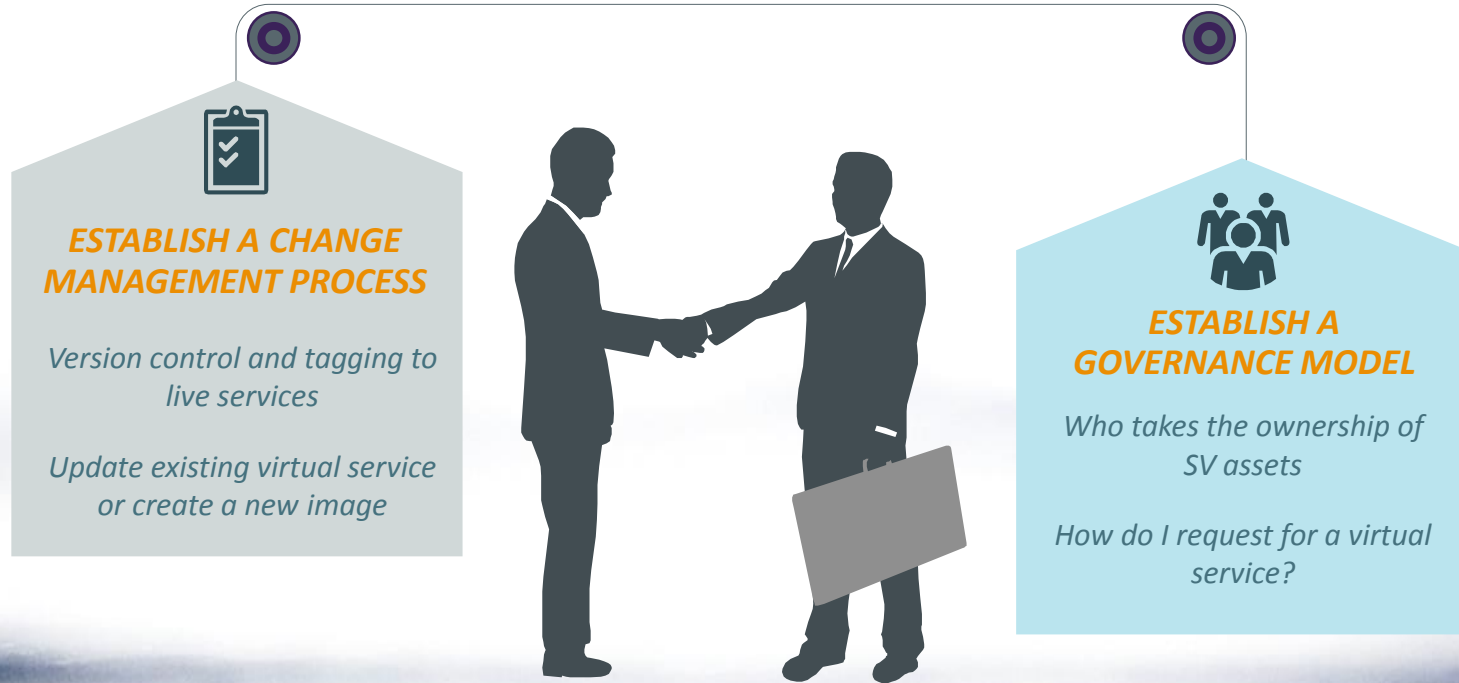 ESTABLISH A CHANGE
MANAGEMENT PROCESS
Version control and tagging to
live services
Update existing virtual service
or create a new image
ESTABLISH A
GOVERNANCE MODEL
Who takes the ownership of
SV assets
How do I request for a virtual
service?